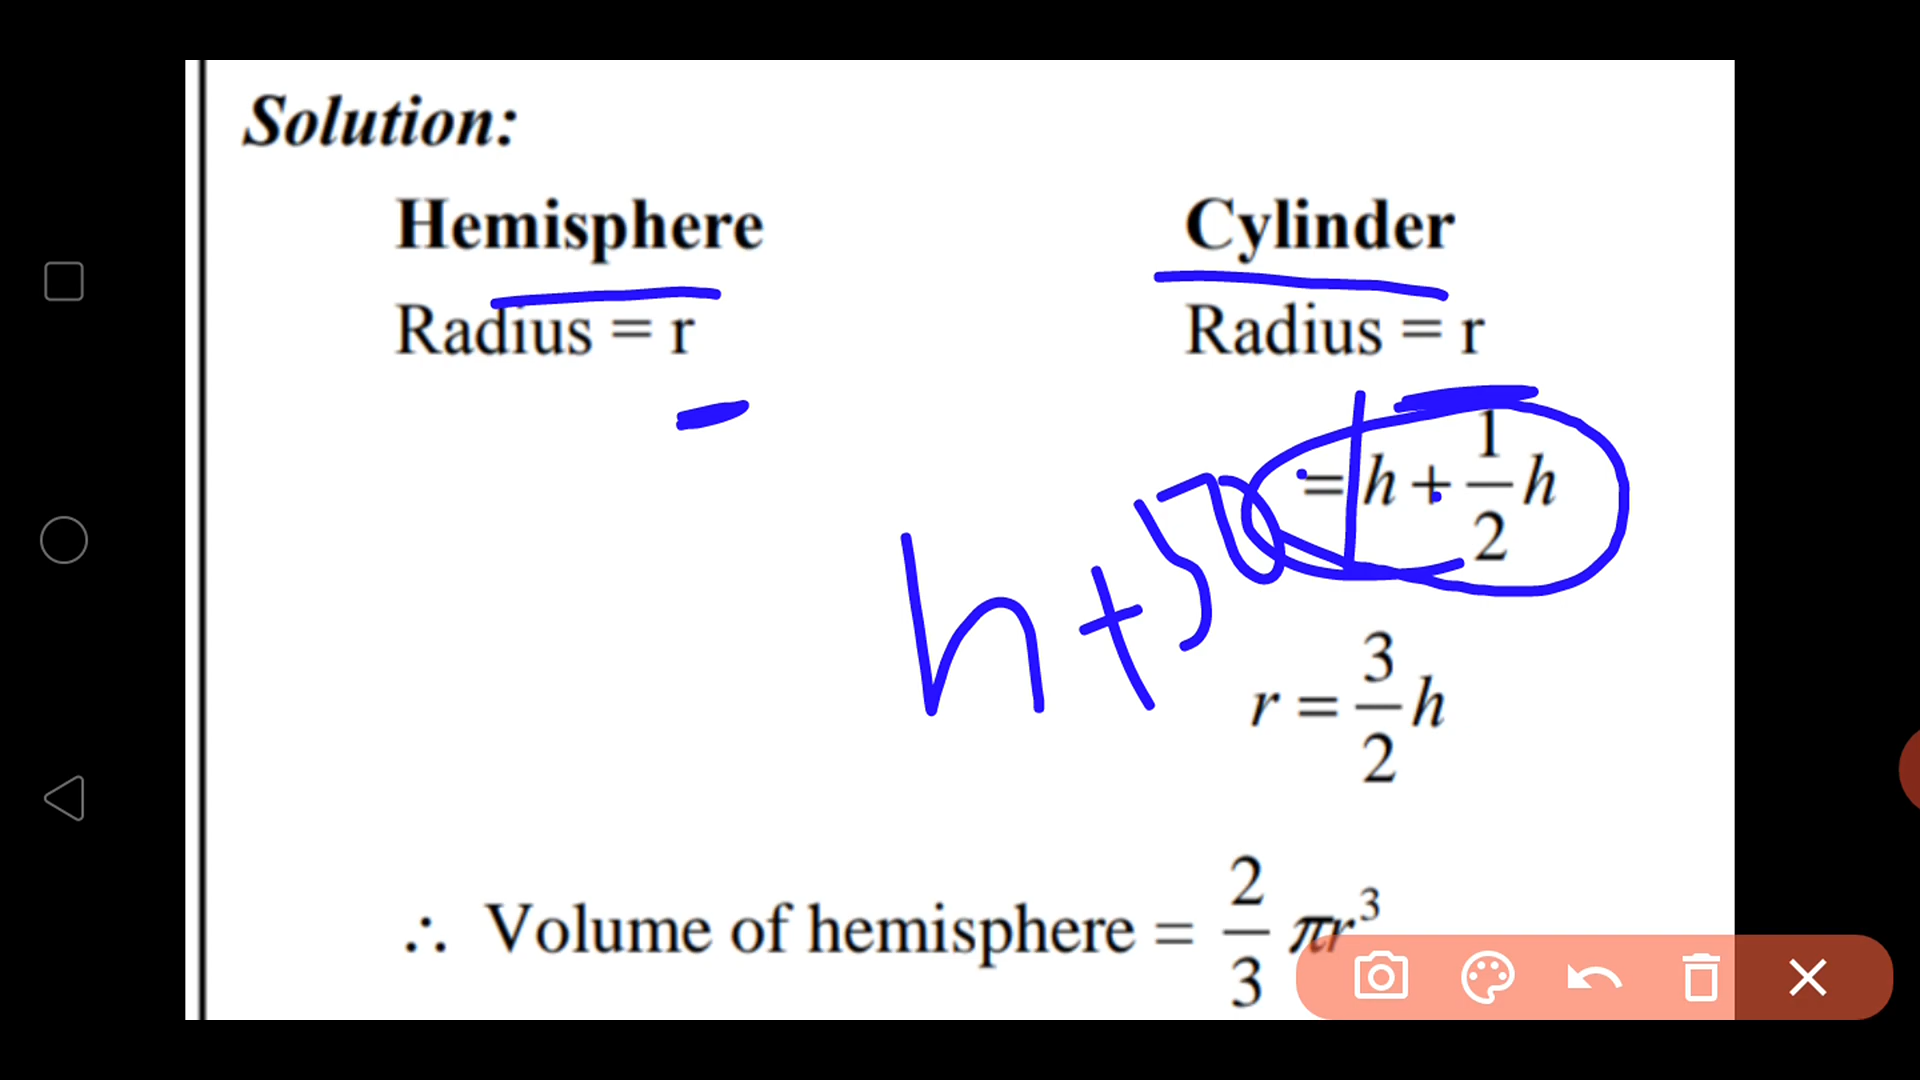 Solution:
Hemisphere Cylinder
Radius = r Radius = r
= h + 1/2 h
h + 50
r = 3/2 h
∴ Volume of hemisphere = 2/3 πr³